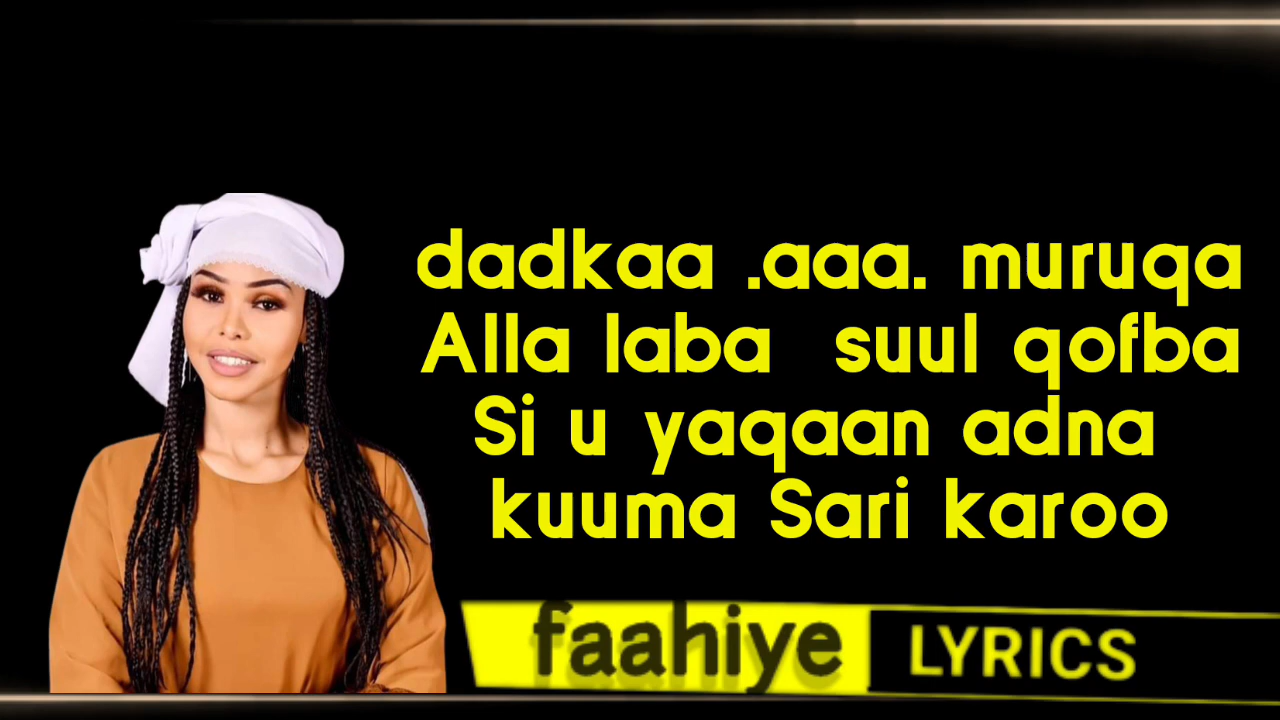 dadkaa .aaa. muruqa
Alla laba suul qofba
Si u yaqaan adna
kuuma Sari karoo
faahiye LYRICS